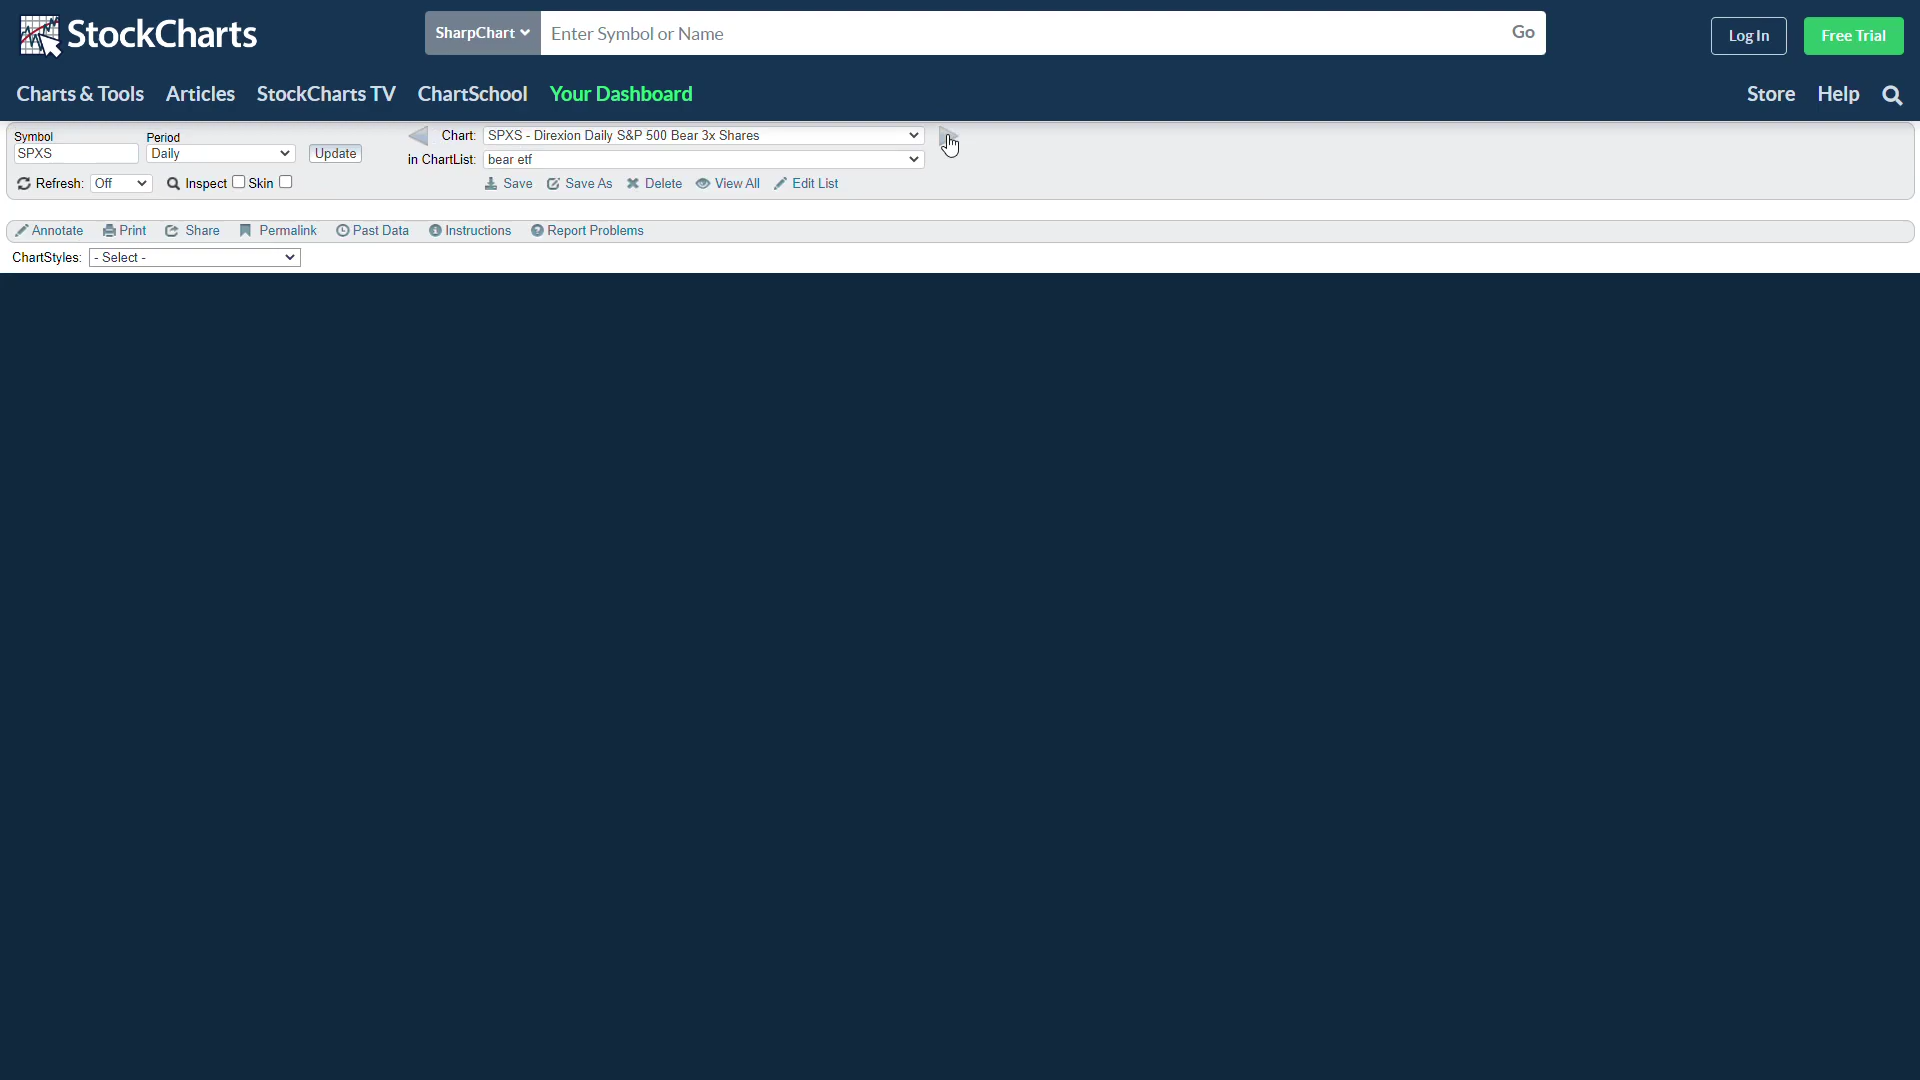 StockCharts
SharpChart Enter Symbol or Name Go
Log In Free Trial
Charts & Tools Articles StockCharts TV ChartSchool Your Dashboard Store Help
Symbol Period Chart: SPXS - Direxion Daily S&P 500 Bear 3x Shares
SPXS Daily Update in ChartList: bear etf
Refresh: Off Inspect Skin Save Save As Delete View All Edit List
Annotate Print Share Permalink Past Data Instructions Report Problems
ChartStyles: - Select -